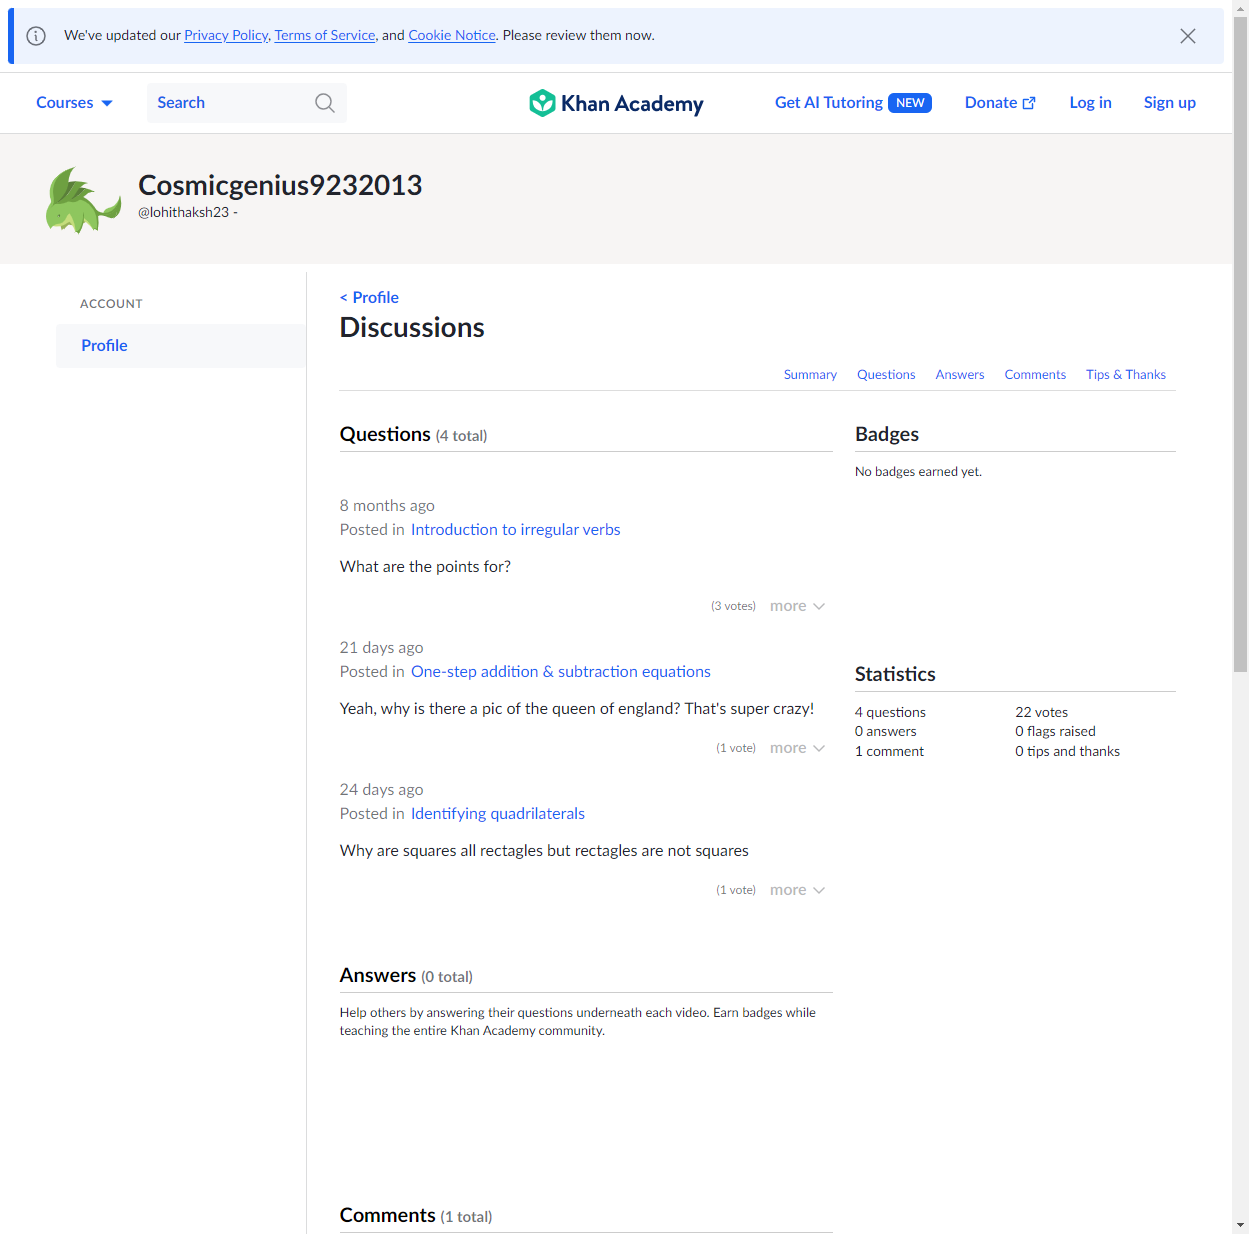 We've updated our Privacy Policy, Terms of Service, and Cookie Notice. Please review them now.
Courses
Search
Khan Academy
Get AI Tutoring NEW
Donate
Log in
Sign up
Cosmicgenius9232013
@lohithaksh23 -
ACCOUNT
Profile
< Profile
Discussions
Summary
Questions
Answers
Comments
Tips & Thanks
Questions (4 total)
8 months ago
Posted in Introduction to irregular verbs
What are the points for?
(3 votes) more
21 days ago
Posted in One-step addition & subtraction equations
Yeah, why is there a pic of the queen of england? That's super crazy!
(1 vote) more
24 days ago
Posted in Identifying quadrilaterals
Why are squares all rectagles but rectagles are not squares
(1 vote) more
Answers (0 total)
Help others by answering their questions underneath each video. Earn badges while
teaching the entire Khan Academy community.
Comments (1 total)
Badges
No badges earned yet.
Statistics
4 questions
22 votes
0 answers
0 flags raised
1 comment
0 tips and thanks